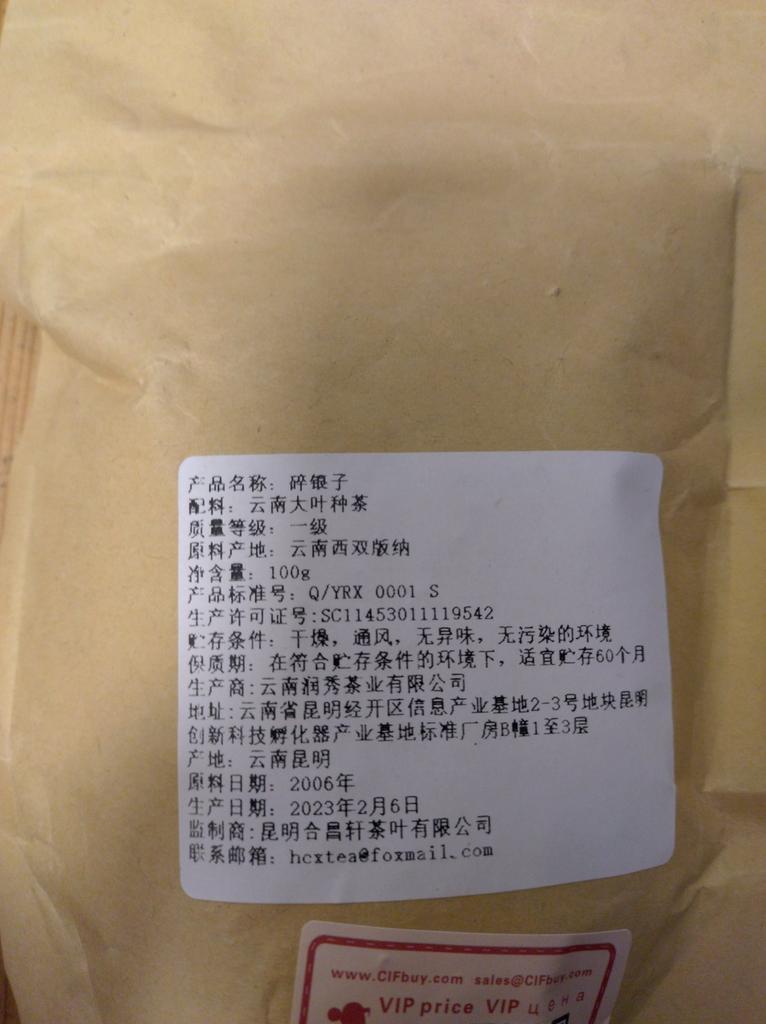 产品名称: 碎银子
配料: 云南大叶种茶
质量等级: 一级
原料产地: 云南西双版纳
净含量: 100g
产品标准号: Q/YRX 0001 S
生产许可证号:SC11453011119542
贮存条件: 干燥, 通风, 无异味, 无污染的环境
保质期: 在符合贮存条件的环境下, 适宜贮存60个月
生产商:云南润秀茶业有限公司
地址:云南省昆明经开区信息产业基地2-3号地块昆明
创新科技孵化器产业基地标准厂房B幢1至3层
产地: 云南昆明
原料日期: 2006年
生产日期: 2023年2月6日
监制商:昆明合昌轩茶叶有限公司
联系邮箱: hcxtea@foxmail.com
www.CIFbuy.com sales@CIFbuy.com
VIP price VIP цена